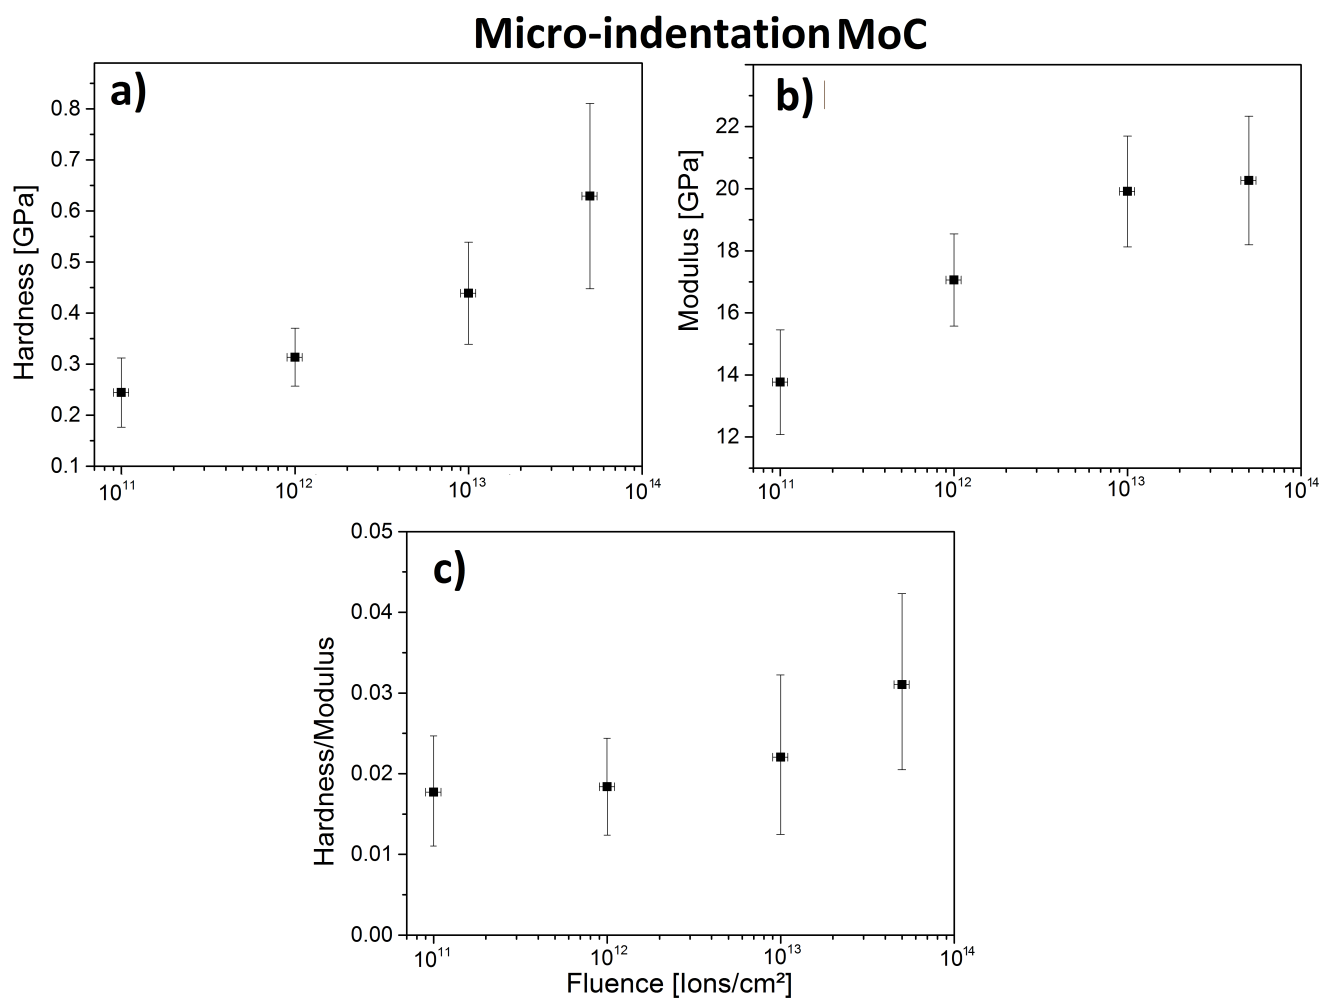 Micro-indentation MoC
a)
Hardness [GPa]
0.8
0.7
0.6
0.5
0.4
0.3
0.2
0.1
10¹¹ 10¹² 10¹³ 10¹⁴
b)
Modulus [GPa]
22
20
18
16
14
12
10¹¹ 10¹² 10¹³ 10¹⁴
c)
Hardness/Modulus
0.05
0.04
0.03
0.02
0.01
0.00
10¹¹ 10¹² 10¹³ 10¹⁴
Fluence [Ions/cm²]